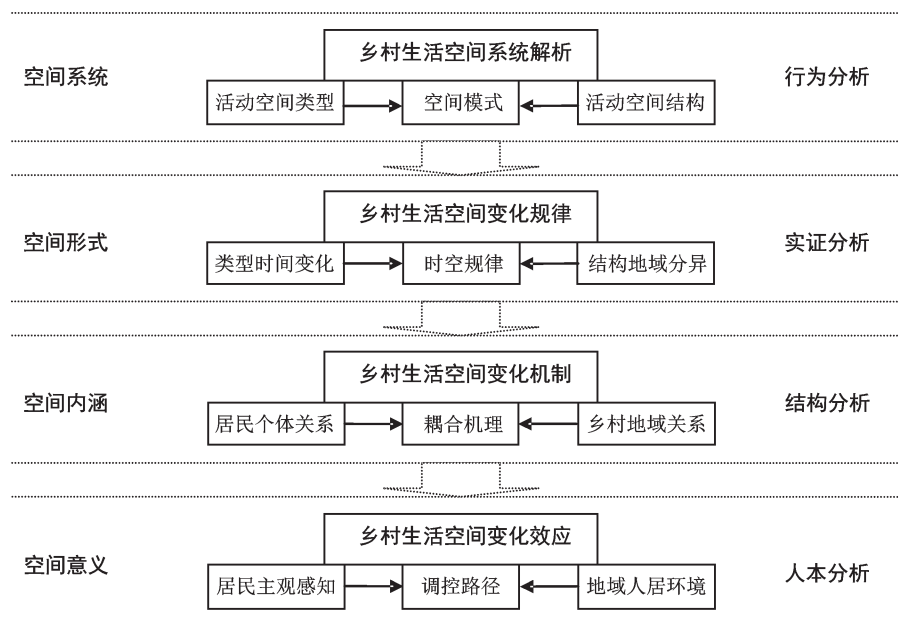 乡村生活空间系统解析
空间系统
行为分析
活动空间类型
空间模式
活动空间结构
乡村生活空间变化规律
空间形式
实证分析
类型时间变化
时空规律
结构地域分异
乡村生活空间变化机制
空间内涵
结构分析
居民个体关系
耦合机理
乡村地域关系
乡村生活空间变化效应
空间意义
人本分析
居民主观感知
调控路径
地域人居环境